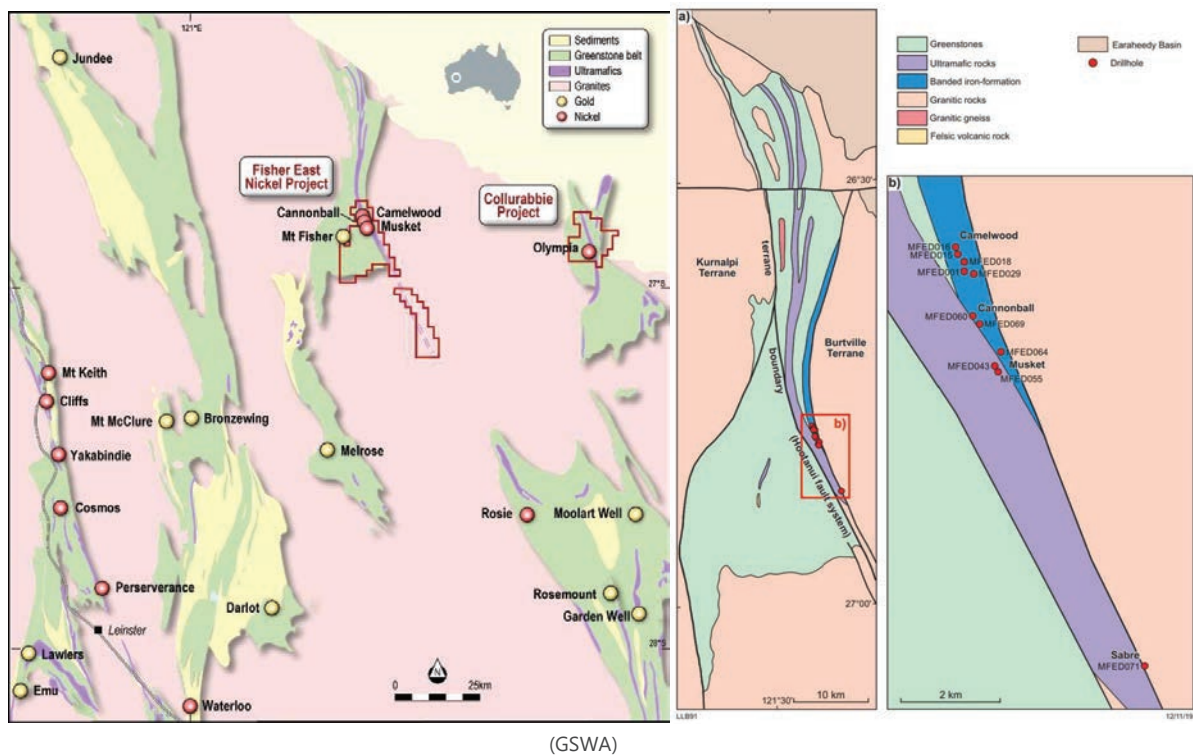 121°E
Jundee
Sediments
Greenstone belt
Ultramafics
Granites
Gold
Nickel
Fisher East
Nickel Project
Collurabbie
Project
Cannonball
Camelwood
Musket
Mt Fisher
Olympia
27°S
Mt Keith
Cliffs
Mt McClure
Bronzewing
Yakabindie
Melrose
Cosmos
Rosie
Moolart Well
Perserverance
Rosemount
Darlot
Garden Well
Leinster
28°S
Lawlers
Emu
Waterloo
N
0
25km
a)
26°30'
Kurnalpi
Terrane
terrane
boundary
Burtville
Terrane
b)
(Hootanui fault system)
27°00'
121°30'
10 km
LLB91
Greenstones
Ultramafic rocks
Banded iron-formation
Granitic rocks
Granitic gneiss
Felsic volcanic rock
Earaheedy Basin
Drillhole
b)
Camelwood
MFED016
MFED015
MFED018
MFED001
MFED029
Cannonball
MFED060
MFED069
MFED064
Musket
MFED043
MFED055
Sabre
MFED071
2 km
12/11/19
(GSWA)